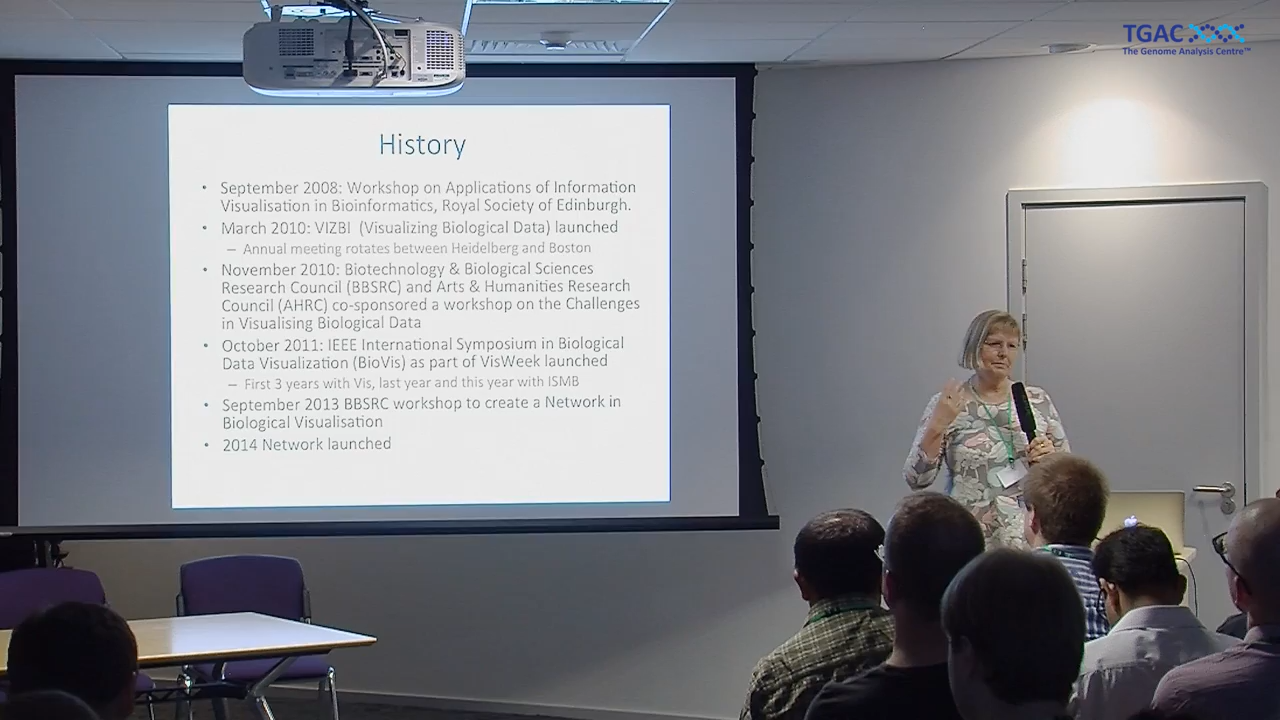 TGAC
The Genome Analysis Centre™
History
• September 2008: Workshop on Applications of Information
Visualisation in Bioinformatics, Royal Society of Edinburgh.
• March 2010: VIZBI (Visualizing Biological Data) launched
– Annual meeting rotates between Heidelberg and Boston
• November 2010: Biotechnology & Biological Sciences
Research Council (BBSRC) and Arts & Humanities Research
Council (AHRC) co-sponsored a workshop on the Challenges
in Visualising Biological Data
• October 2011: IEEE International Symposium in Biological
Data Visualization (BioVis) as part of VisWeek launched
– First 3 years with Vis, last year and this year with ISMB
• September 2013 BBSRC workshop to create a Network in
Biological Visualisation
• 2014 Network launched